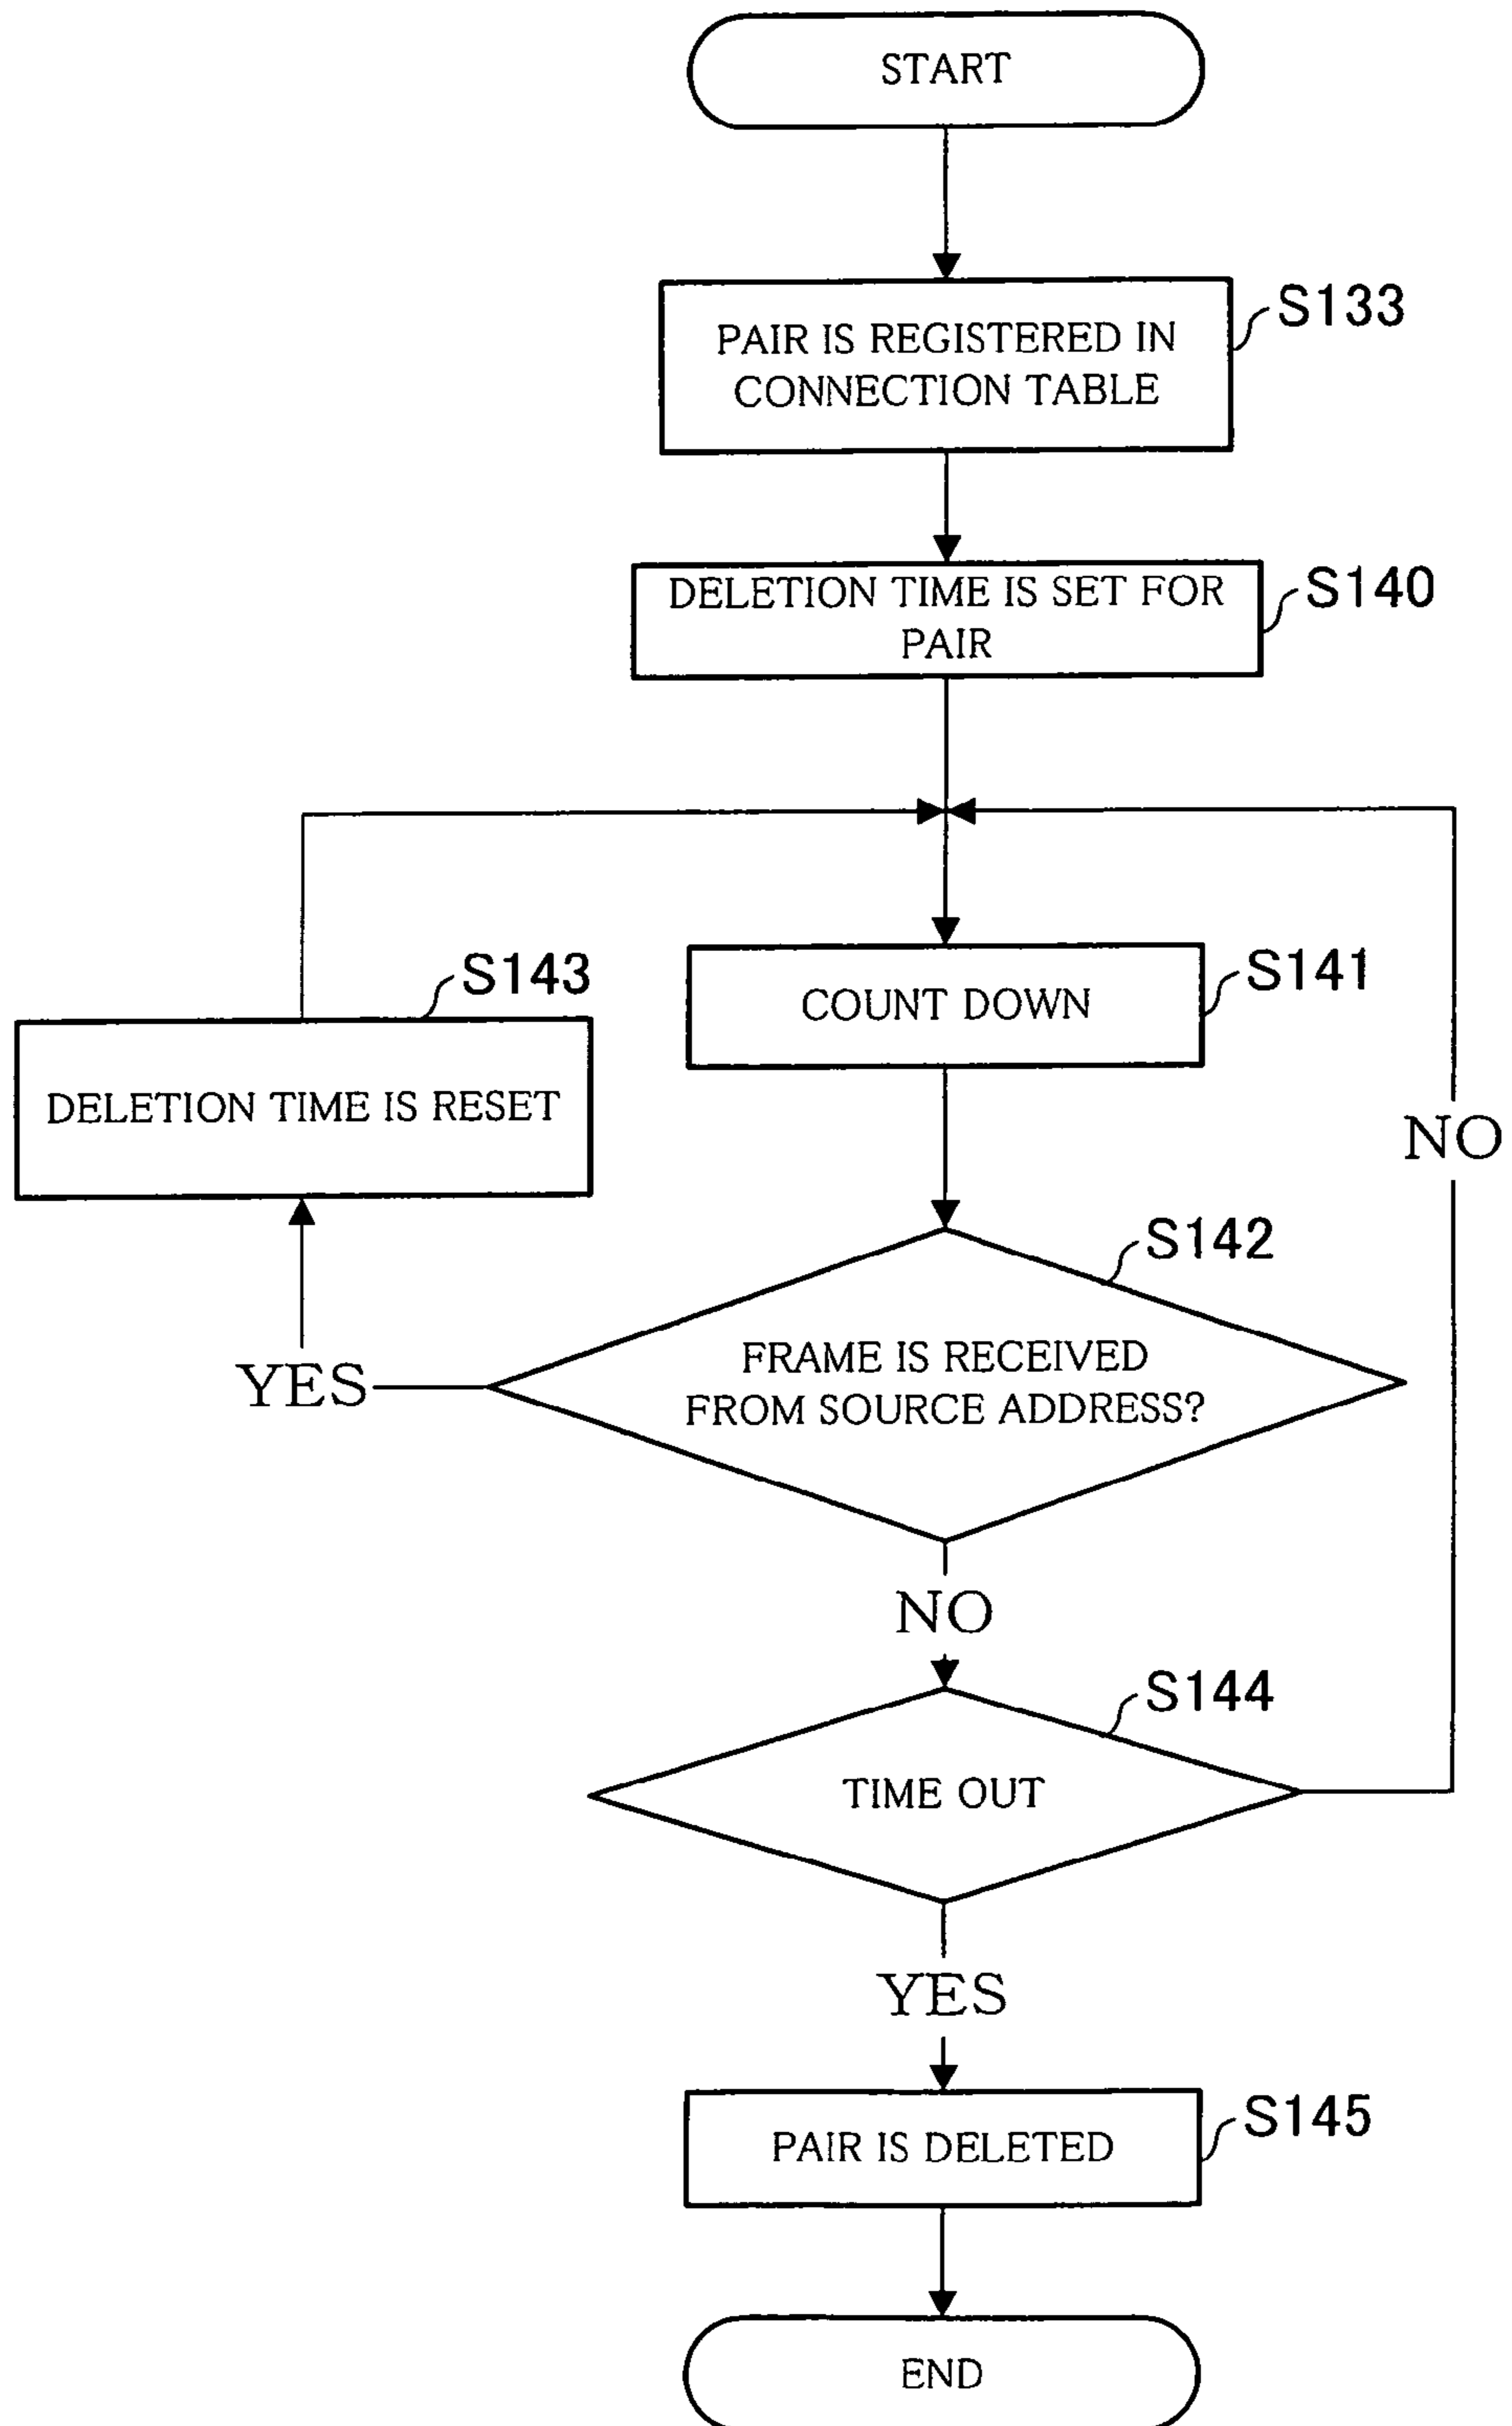 START
PAIR IS REGISTERED IN
CONNECTION TABLE
S133
DELETION TIME IS SET FOR
PAIR
S140
COUNT DOWN
S141
DELETION TIME IS RESET
S143
NO
FRAME IS RECEIVED
FROM SOURCE ADDRESS?
S142
YES
NO
TIME OUT
S144
YES
PAIR IS DELETED
S145
END